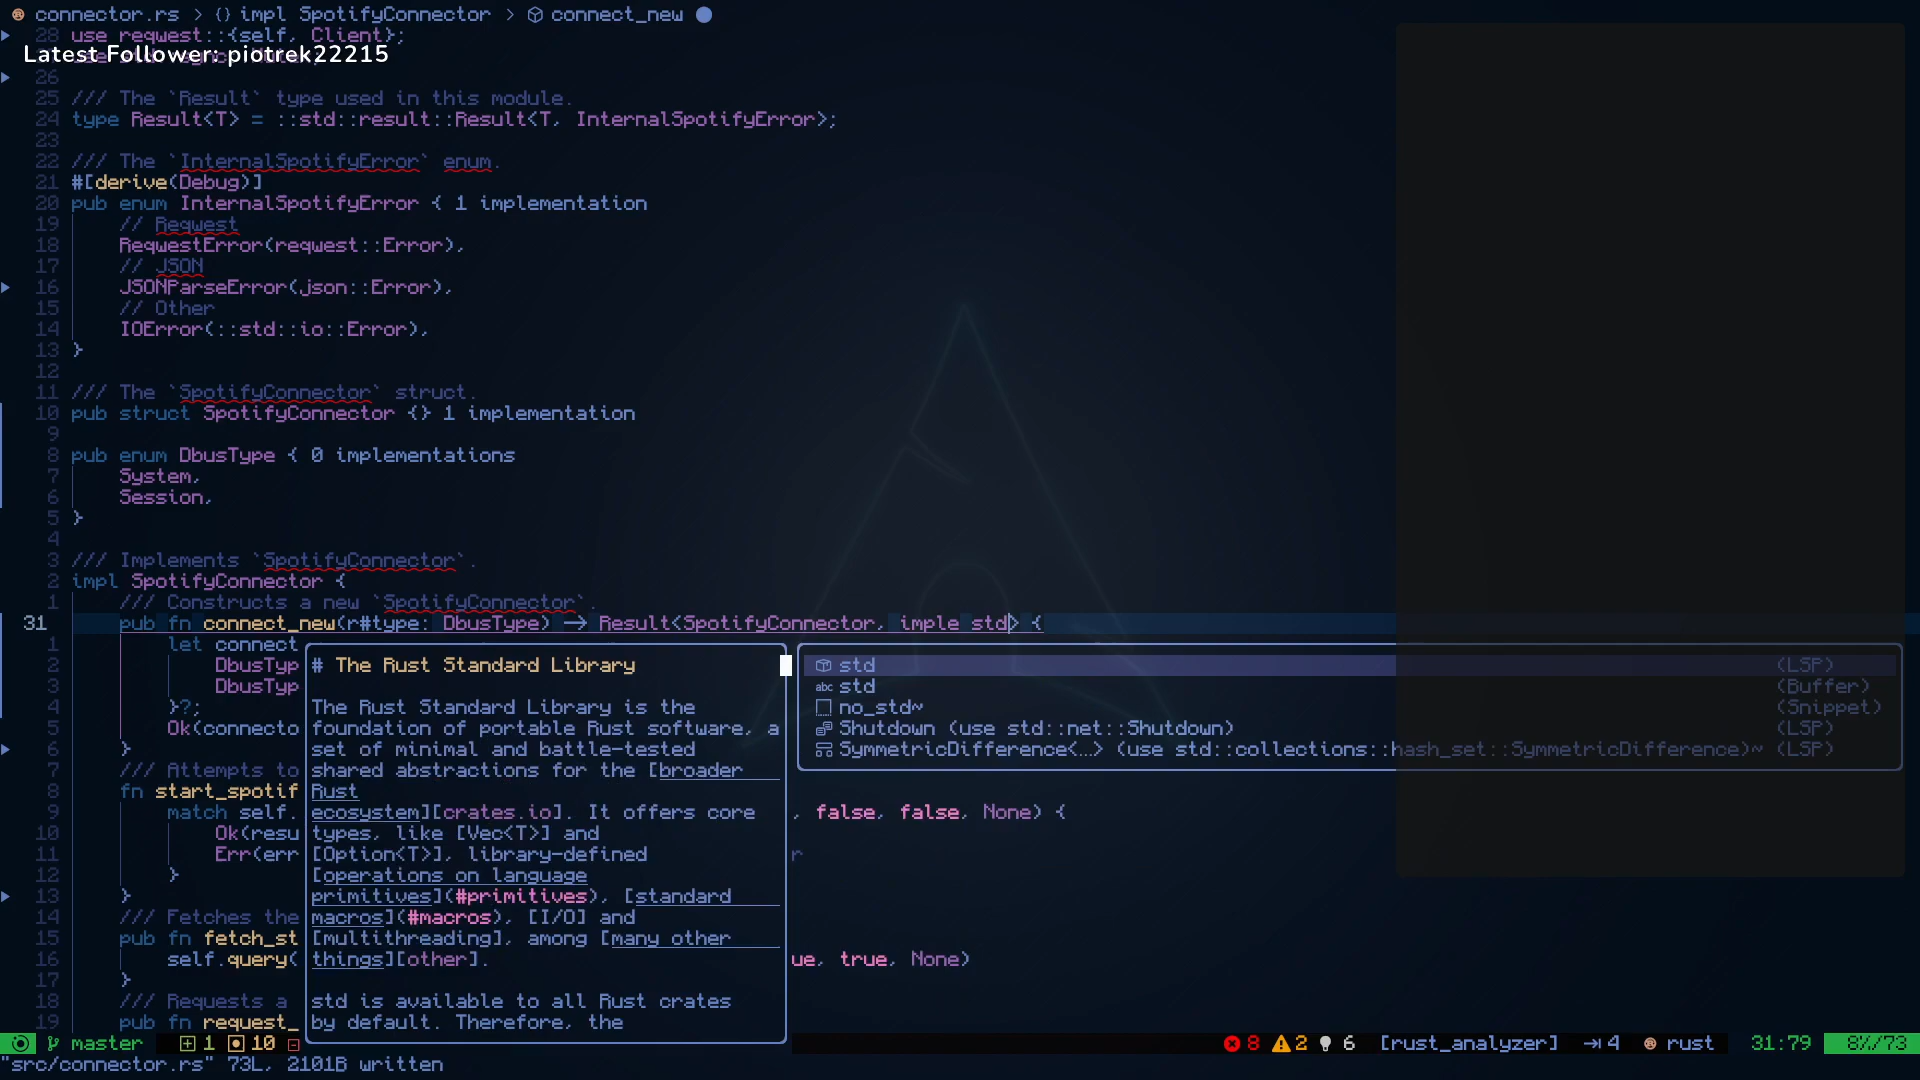 connector.rs > {} impl SpotifyConnector > connect_new
28 use reqwest::{self, Client};
Latest Follower: piotrek22215
26
25 /// The `Result` type used in this module.
24 type Result<T> = ::std::result::Result<T, InternalSpotifyError>;
23
22 /// The `InternalSpotifyError` enum.
21 #[derive(Debug)]
20 pub enum InternalSpotifyError { 1 implementation
19 // Request
18 RequestError(reqwest::Error),
17 // JSON
16 JSONParseError(json::Error),
15 // Other
14 IOError(::std::io::Error),
13 }
12
11 /// The `SpotifyConnector` struct.
10 pub struct SpotifyConnector {} 1 implementation
9
8 pub enum DbusType { 0 implementations
7 System,
6 Session,
5 }
4
3 /// Implements `SpotifyConnector`.
2 impl SpotifyConnector {
1 /// Constructs a new `SpotifyConnector`.
31 pub fn connect_new(r#type: DbusType) -> Result<SpotifyConnector, imple std> {
1 let connect
2 DbusTyp # The Rust Standard Library std (LSP)
3 DbusTyp abc std (Buffer)
4 }?; The Rust Standard Library is the no_std~ (Snippet)
5 Ok(connecto foundation of portable Rust software, a Shutdown (use std::net::Shutdown) (LSP)
6 } set of minimal and battle-tested SymmetricDifference<…> (use std::collections::hash_set::SymmetricDifference)~ (LSP)
7 /// Attempts to shared abstractions for the [broader
8 fn start_spotif Rust
9 match self. ecosystem][crates.io]. It offers core , false, false, None) {
10 Ok(resu types, like [Vec<T>] and
11 Err(err [Option<T>], library-defined r
12 } [operations on language
13 } primitives](#primitives), [standard
14 /// Fetches the macros](#macros), [I/O] and
15 pub fn fetch_st [multithreading], among [many other
16 self.query( things][other]. ue, true, None)
17 }
18 /// Requests a std is available to all Rust crates
19 pub fn request_ by default. Therefore, the
master 1 10 8 2 6 [rust_analyzer] 4 rust 31:79 8%/73
"src/connector.rs" 73L, 2101B written